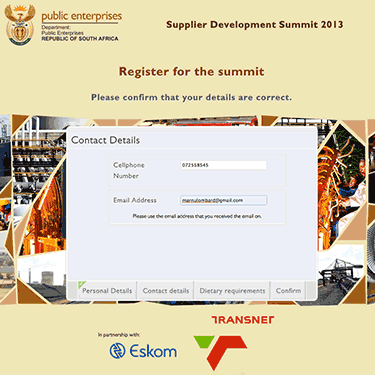 public enterprises
Department:
Public Enterprises
REPUBLIC OF SOUTH AFRICA
Supplier Development Summit 2013
Register for the summit
Please confirm that your details are correct.
Contact Details
Cellphone Number
072558545
Email Address
marnulombard@gmail.com
Please use the email address that you received the email on.
Personal Details
Contact details
Dietary requirements
Confirm
In partnership with:
Eskom
TRANSNET